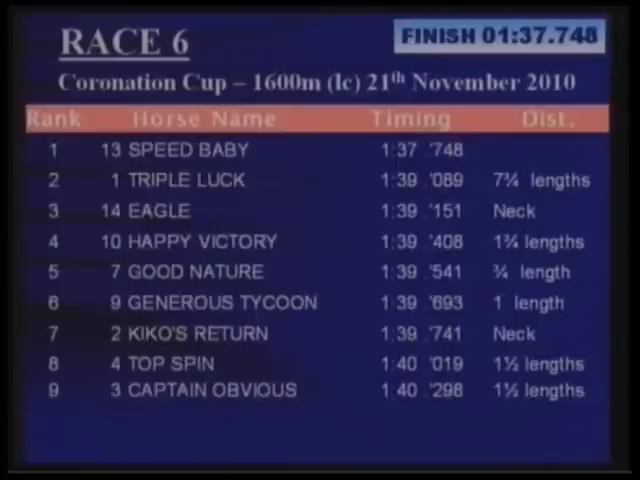 RACE 6
FINISH 01:37.748
Coronation Cup – 1600m (lc) 21th November 2010
Rank Horse Name Timing Dist.
1 13 SPEED BABY 1:37 .'748
2 1 TRIPLE LUCK 1:39 .'089 7¾ lengths
3 14 EAGLE 1:39 .'151 Neck
4 10 HAPPY VICTORY 1:39 .'408 1¾ lengths
5 7 GOOD NATURE 1:39 .'541 ¾ length
6 9 GENEROUS TYCOON 1:39 .'693 1 length
7 2 KIKO'S RETURN 1:39 .'741 Neck
8 4 TOP SPIN 1:40 .'019 1½ lengths
9 3 CAPTAIN OBVIOUS 1:40 .'298 1½ lengths